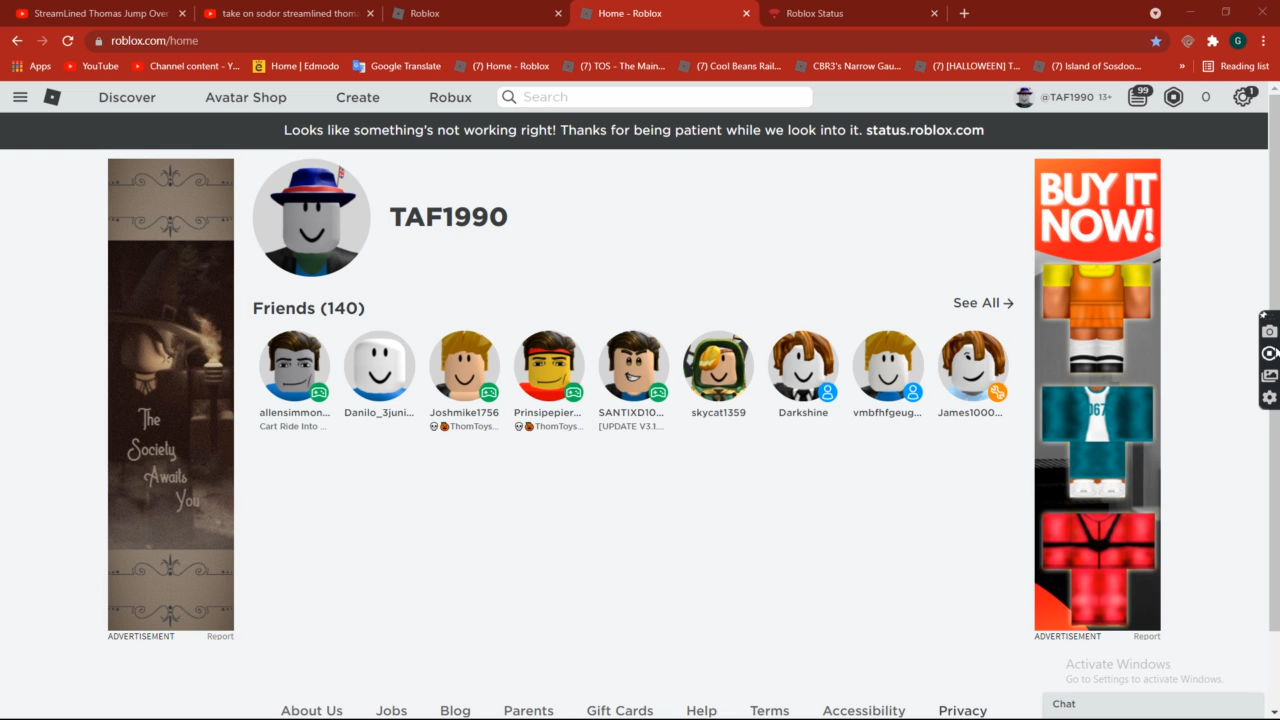 StreamLined Thomas Jump Over
take on sodor streamlined thoma
Roblox
Home - Roblox
Roblox Status
roblox.com/home
G
Apps
YouTube
Channel content - Y...
Home | Edmodo
Google Translate
(7) Home - Roblox
(7) TOS - The Main...
(7) Cool Beans Rail...
CBR3's Narrow Gau...
(7) [HALLOWEEN] T...
(7) Island of Sosdoo...
»
Reading list
Discover
Avatar Shop
Create
Robux
Search
@TAF1990 13+
99
0
1
Looks like something's not working right! Thanks for being patient while we look into it. status.roblox.com
TAF1990
Friends (140)
See All →
allensimmon...
Cart Ride Into ...
Danilo_3juni...
Joshmike1756
ThomToys...
Prinsipepier...
ThomToys...
SANTIXD10...
[UPDATE V3.1....
skycat1359
Darkshine
vmbfhfgeug...
James1000...
The
Society
Awaits
You
ADVERTISEMENT
Report
BUY IT
NOW!
067
ADVERTISEMENT
Report
Activate Windows
Go to Settings to activate Windows.
Chat
About Us
Jobs
Blog
Parents
Gift Cards
Help
Terms
Accessibility
Privacy